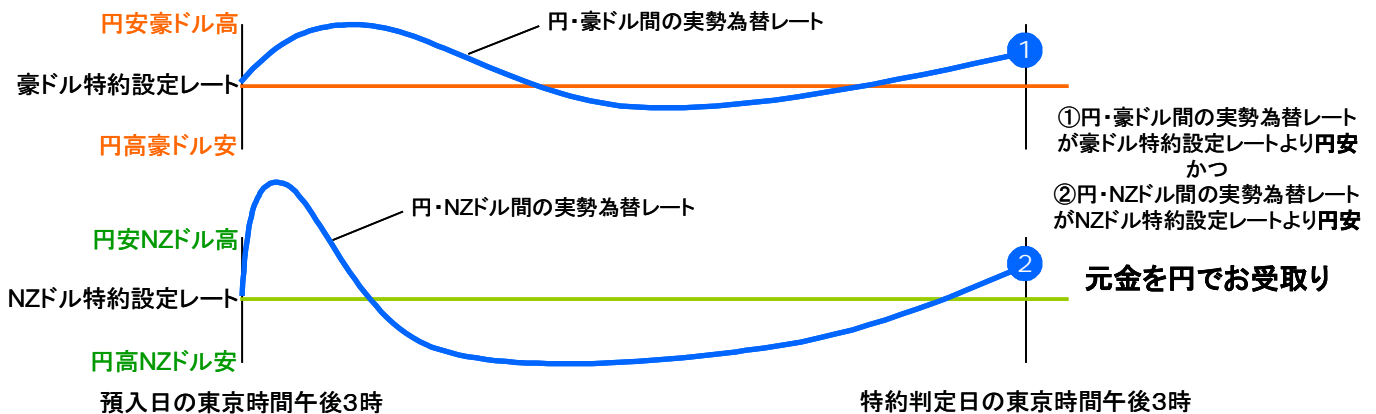 円安豪ドル高
円・豪ドル間の実勢為替レート
1
豪ドル特約設定レート
円高豪ドル安
①円・豪ドル間の実勢為替レート
が豪ドル特約設定レートより円安
かつ
②円・NZドル間の実勢為替レート
がNZドル特約設定レートより円安
元金を円でお受取り
円・NZドル間の実勢為替レート
円安NZドル高
2
NZドル特約設定レート
円高NZドル安
預入日の東京時間午後3時
特約判定日の東京時間午後3時